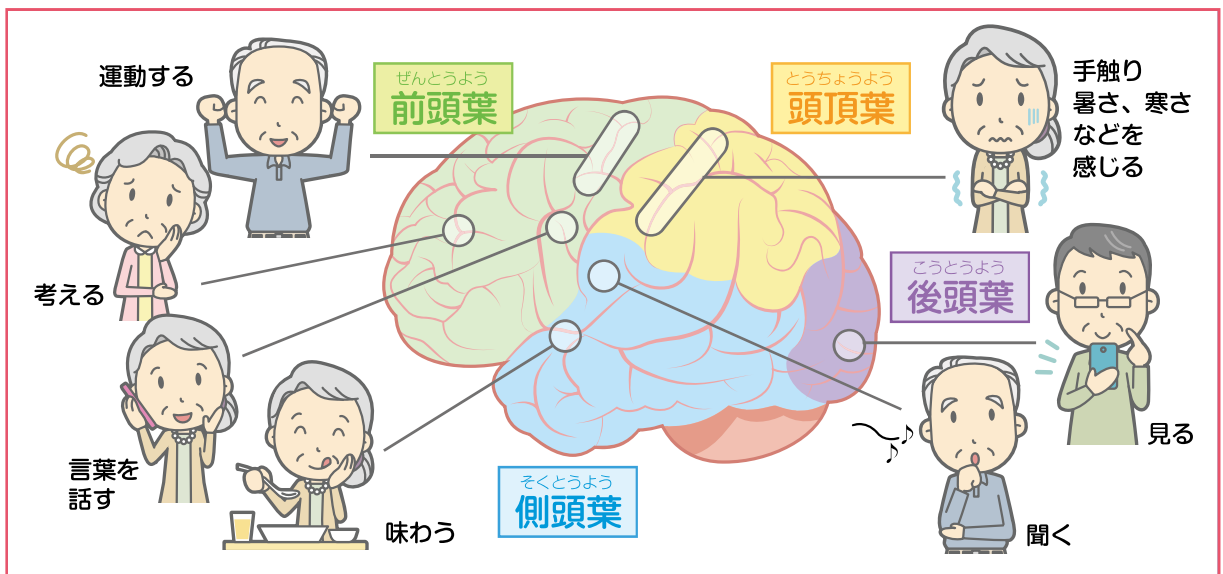 運動する
ぜんとうよう
前頭葉
とうちょうよう
頭頂葉
手触り
暑さ、寒さ
などを
感じる
考える
こうとうよう
後頭葉
見る
言葉を
話す
味わう
そくとうよう
側頭葉
聞く